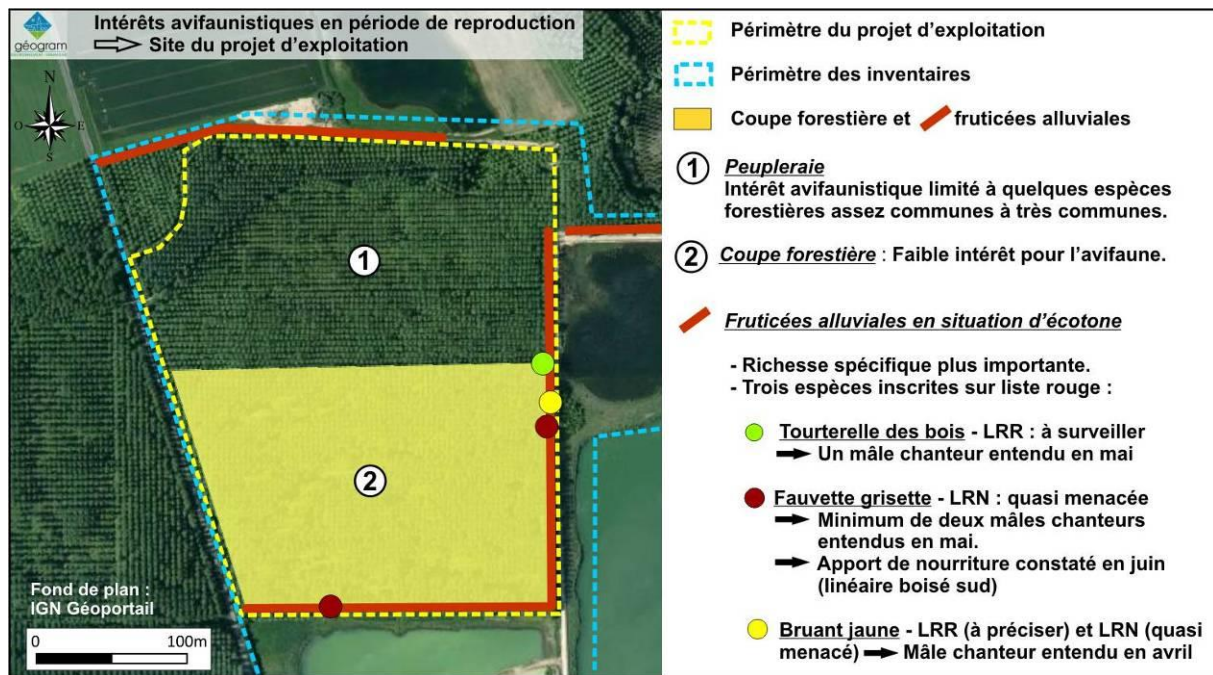 Intérêts avifaunistiques en période de reproduction
Site du projet d'exploitation
géogram
N
O
E
S
1
2
Fond de plan :
IGN Géoportail
0
100m
Périmètre du projet d'exploitation
Périmètre des inventaires
Coupe forestière et fruticées alluviales
1 Peupleraie
Intérêt avifaunistique limité à quelques espèces
forestières assez communes à très communes.
2 Coupe forestière : Faible intérêt pour l'avifaune.
Fruticées alluviales en situation d'écotone
- Richesse spécifique plus importante.
- Trois espèces inscrites sur liste rouge :
Tourterelle des bois - LRR : à surveiller
Un mâle chanteur entendu en mai
Fauvette grisette - LRN : quasi menacée
Minimum de deux mâles chanteurs
entendus en mai.
Apport de nourriture constaté en juin
(linéaire boisé sud)
Bruant jaune - LRR (à préciser) et LRN (quasi
menacé) Mâle chanteur entendu en avril